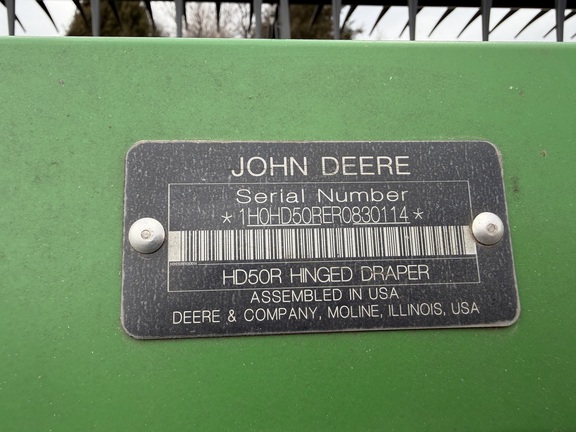 JOHN DEERE
Serial Number
*1H0HD50RER0830114*
HD50R HINGED DRAPER
ASSEMBLED IN USA
DEERE & COMPANY, MOLINE, ILLINOIS, USA